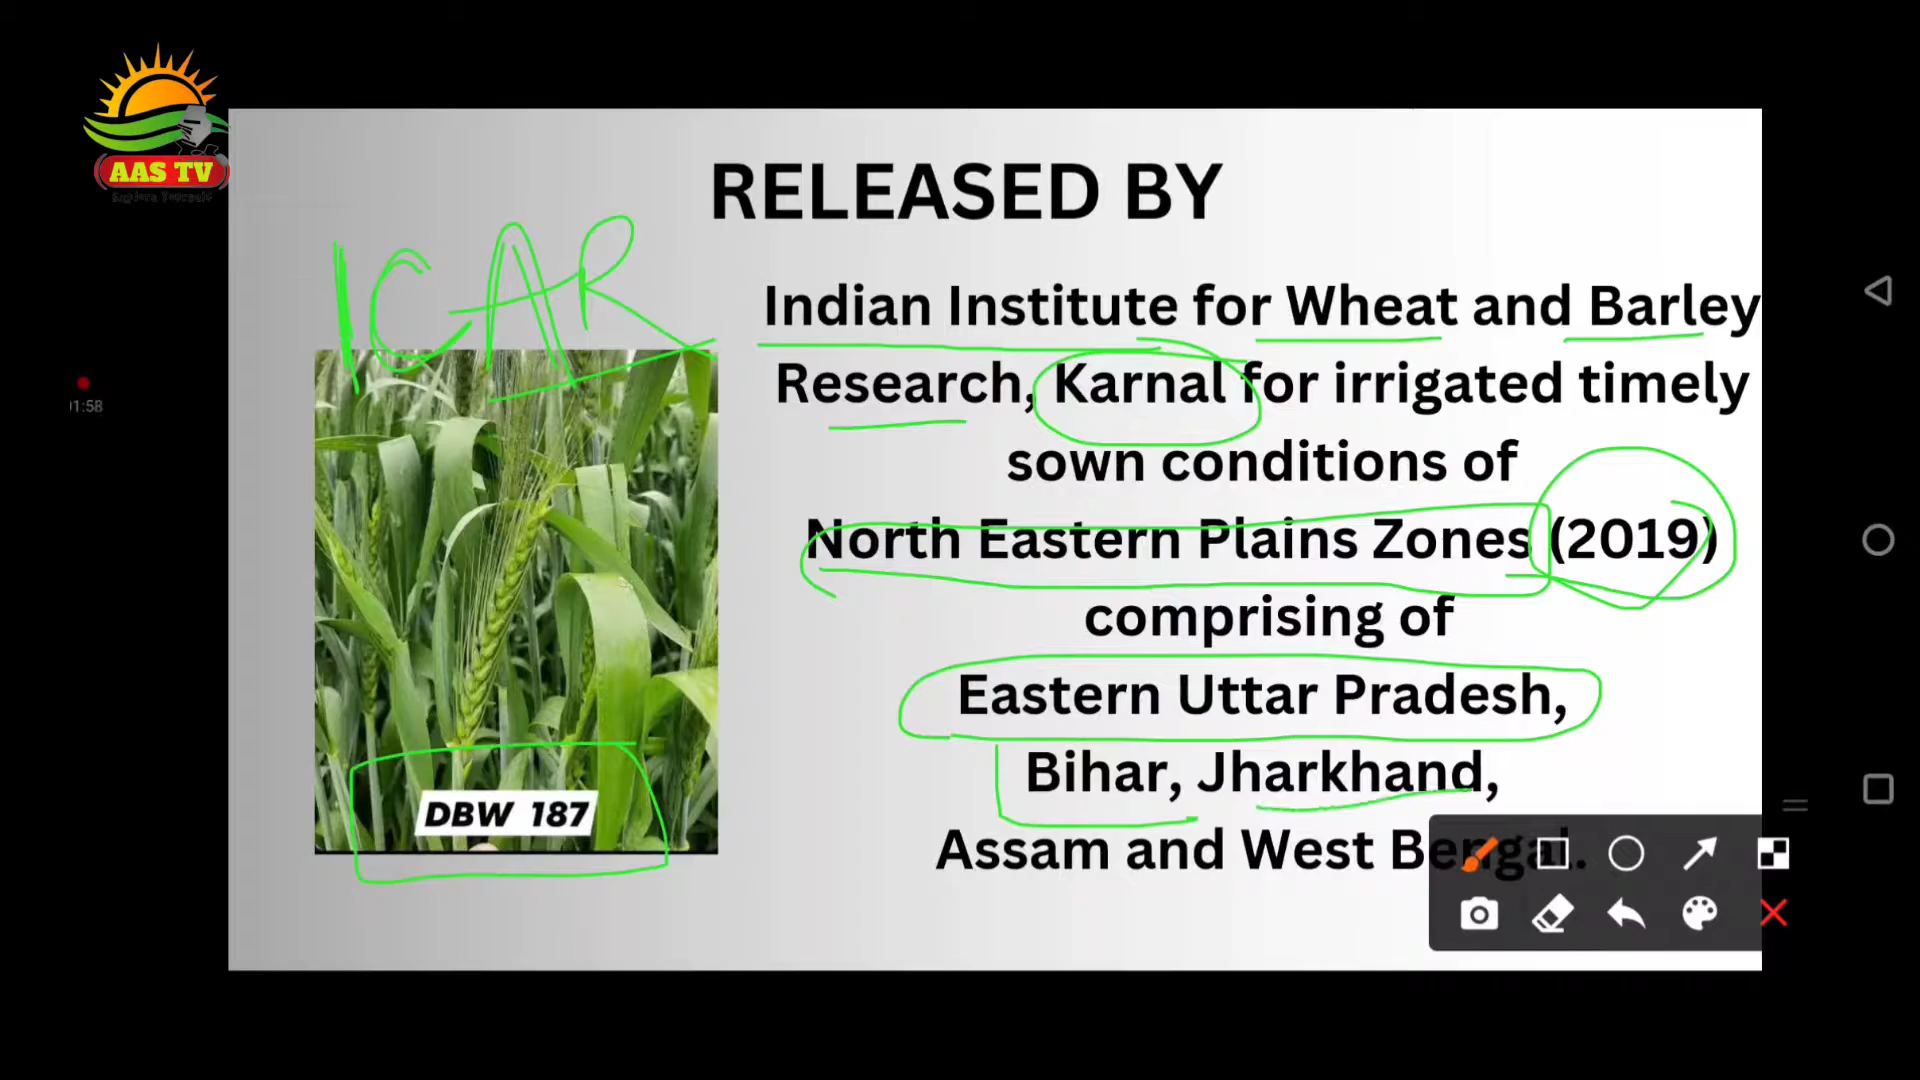 AAS TV
RELEASED BY
ICAR
Indian Institute for Wheat and Barley
Research, Karnal for irrigated timely
sown conditions of
North Eastern Plains Zones (2019)
comprising of
Eastern Uttar Pradesh,
Bihar, Jharkhand,
Assam and West Bengal.
DBW 187
1:58